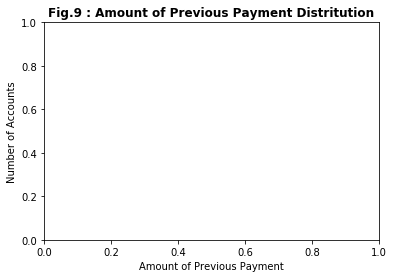 Fig.9 : Amount of Previous Payment Distritution
1.0
0.8
0.6
0.4
0.2
0.0
Number of Accounts
0.0 0.2 0.4 0.6 0.8 1.0
Amount of Previous Payment